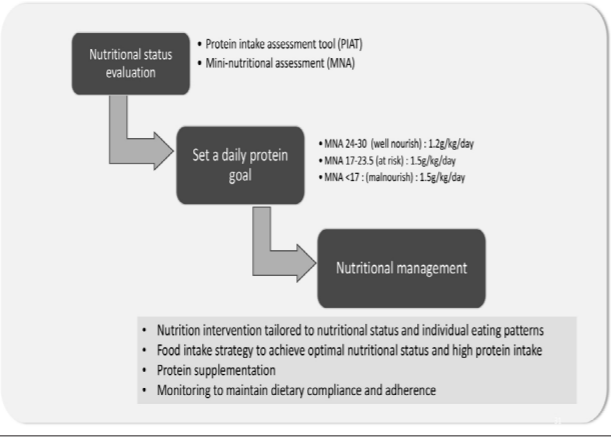 Nutritional status
evaluation
• Protein intake assessment tool (PIAT)
• Mini-nutritional assessment (MNA)
Set a daily protein
goal
• MNA 24-30 (well nourish) : 1.2g/kg/day
• MNA 17-23.5 (at risk) : 1.5g/kg/day
• MNA <17 : (malnourish) : 1.5g/kg/day
Nutritional management
• Nutrition intervention tailored to nutritional status and individual eating patterns
• Food intake strategy to achieve optimal nutritional status and high protein intake
• Protein supplementation
• Monitoring to maintain dietary compliance and adherence